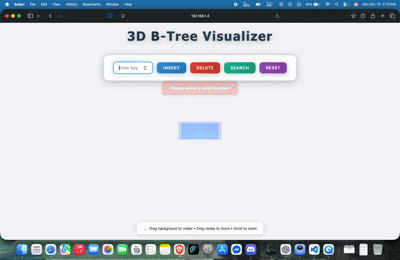 Safari File Edit View History Bookmarks Window Help
192.168.1.4
3D B-Tree Visualizer
Enter key
INSERT
DELETE
SEARCH
RESET
Please enter a valid number
Drag background to rotate • Drag nodes to move • Scroll to zoom